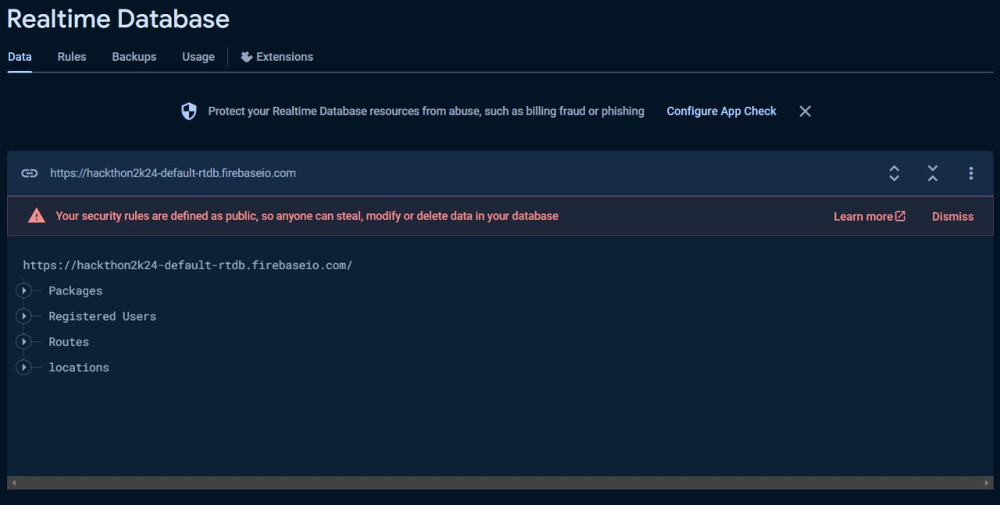 Realtime Database
Data Rules Backups Usage Extensions
Protect your Realtime Database resources from abuse, such as billing fraud or phishing Configure App Check
https://hackthon2k24-default-rtdb.firebaseio.com
Your security rules are defined as public, so anyone can steal, modify or delete data in your database Learn more Dismiss
https://hackthon2k24-default-rtdb.firebaseio.com/
Packages
Registered Users
Routes
locations